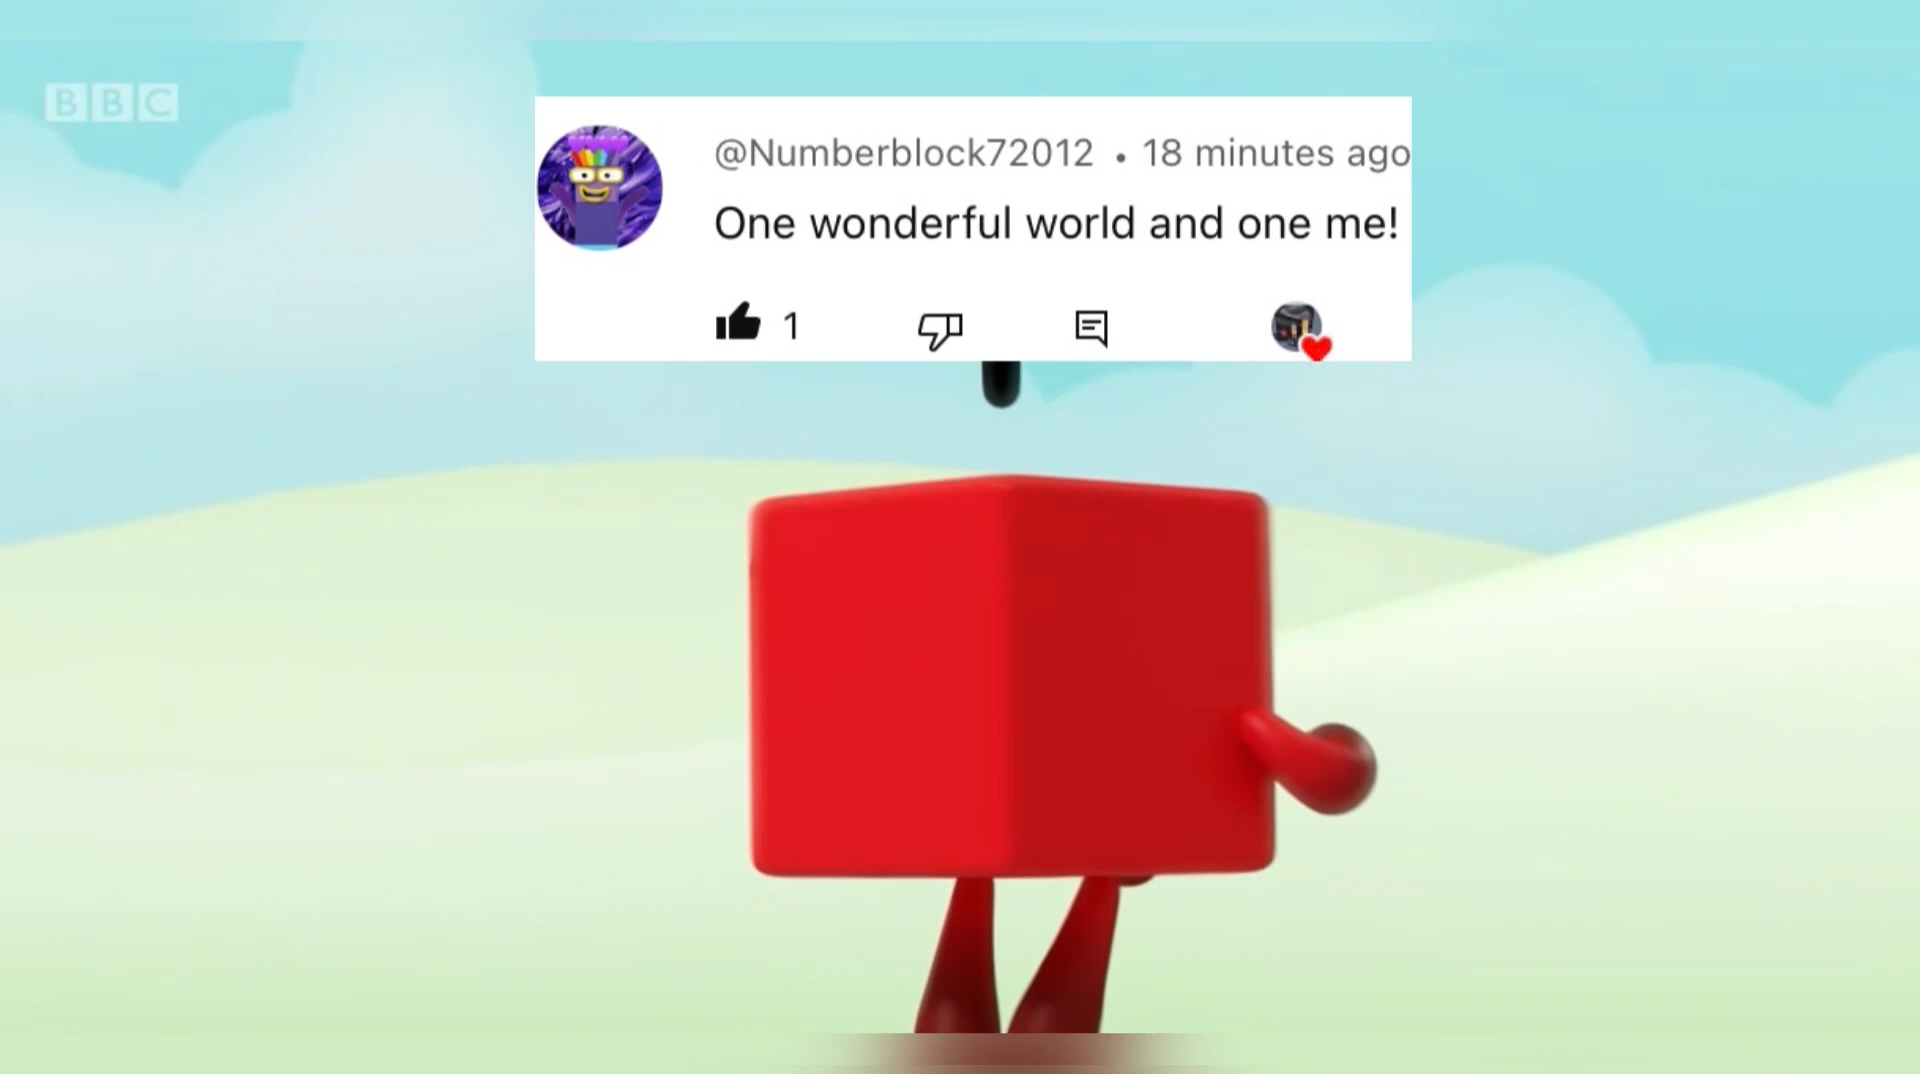 BBC
@Numberblock72012 • 18 minutes ago
One wonderful world and one me!
1